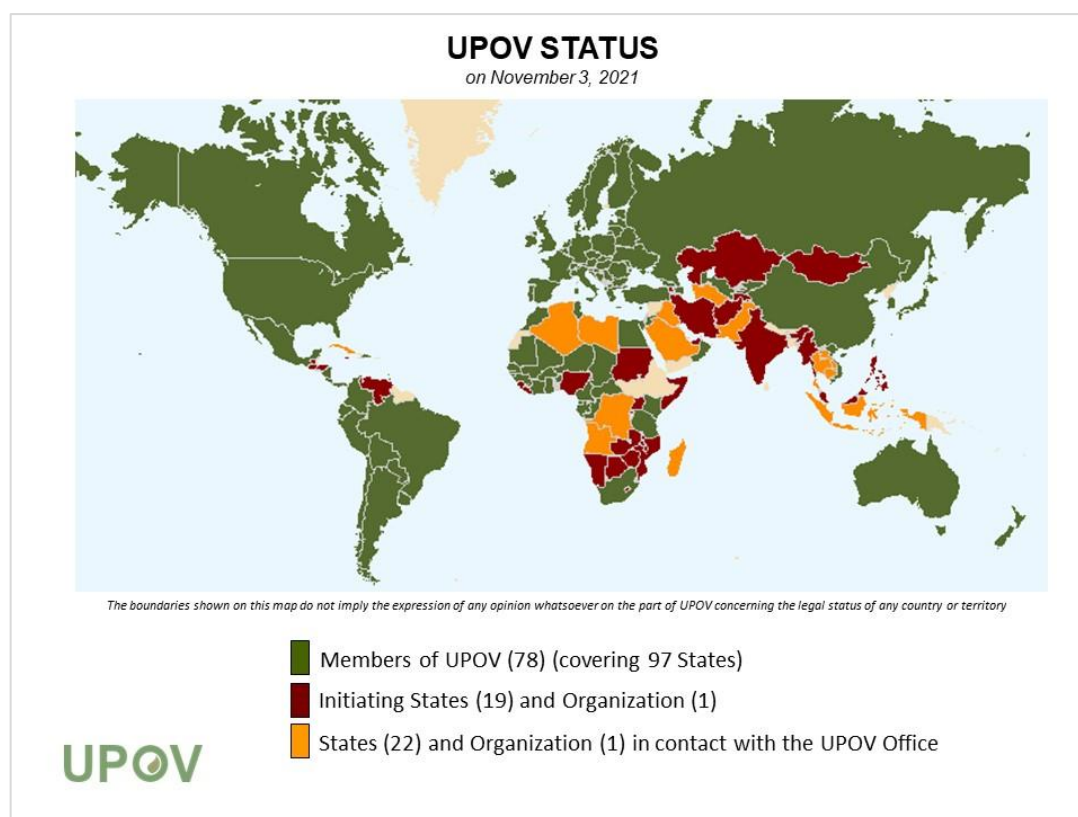 UPOV STATUS
on November 3, 2021
The boundaries shown on this map do not imply the expression of any opinion whatsoever on the part of UPOV concerning the legal status of any country or territory
Members of UPOV (78) (covering 97 States)
Initiating States (19) and Organization (1)
States (22) and Organization (1) in contact with the UPOV Office
UPOV